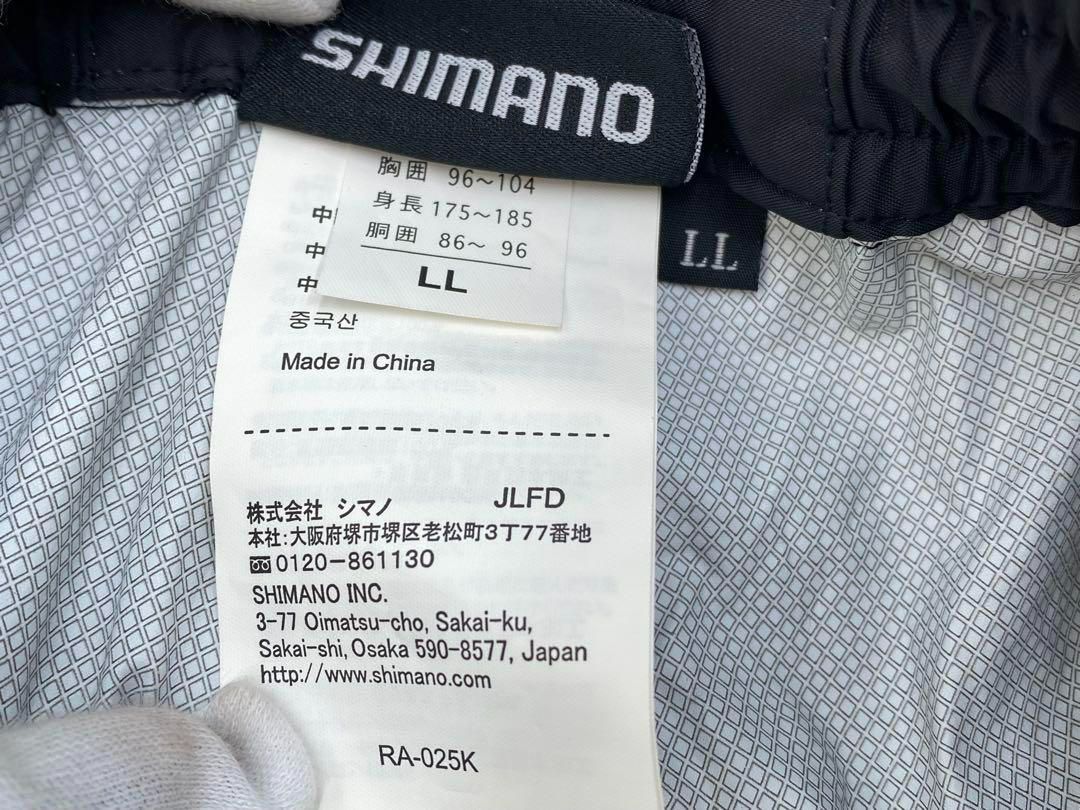 SHIMANO
胸囲 96～104
身長 175～185
胴囲 86～ 96
LL
LL
中
中
中
중국산
Made in China
株式会社 シマノ JLFD
本社:大阪府堺市堺区老松町3丁77番地
0120-861130
SHIMANO INC.
3-77 Oimatsu-cho, Sakai-ku,
Sakai-shi, Osaka 590-8577, Japan
http://www.shimano.com
RA-025K